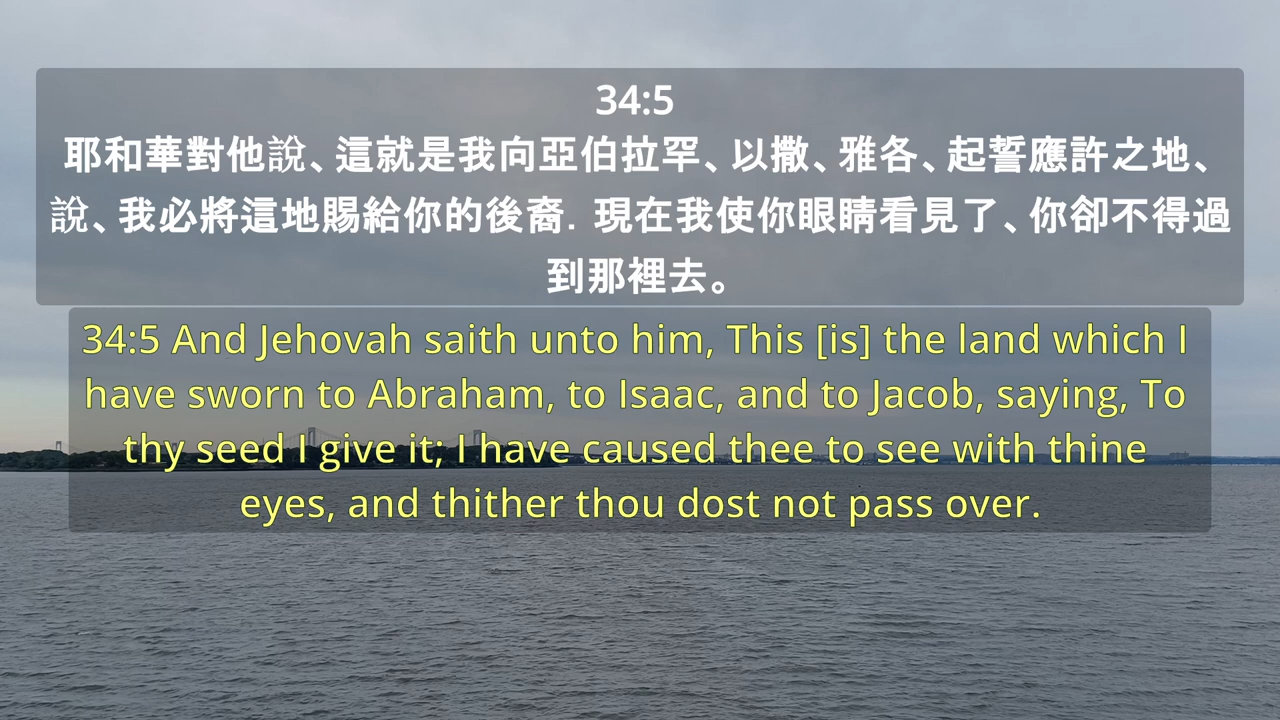 34:5
耶和華對他說、這就是我向亞伯拉罕、以撒、雅各、起誓應許之地、
說、我必將這地賜給你的後裔．現在我使你眼睛看見了、你卻不得過
到那裡去。
34:5 And Jehovah saith unto him, This [is] the land which I
have sworn to Abraham, to Isaac, and to Jacob, saying, To
thy seed I give it; I have caused thee to see with thine
eyes, and thither thou dost not pass over.